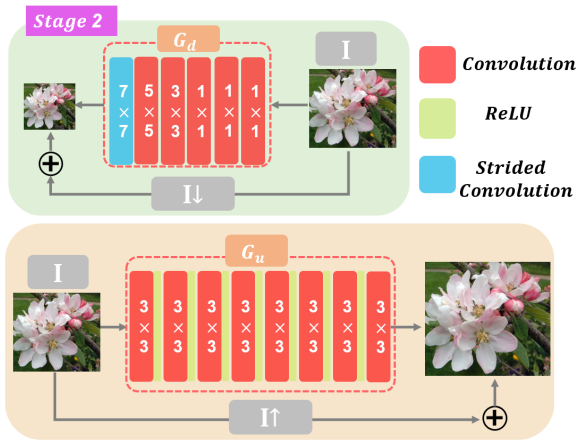 Stage 2
G_d
I
7×7
5×5
3×3
1×1
1×1
1×1
I↓
Convolution
ReLU
Strided
Convolution
I
G_u
3×3
3×3
3×3
3×3
3×3
3×3
3×3
3×3
I↑